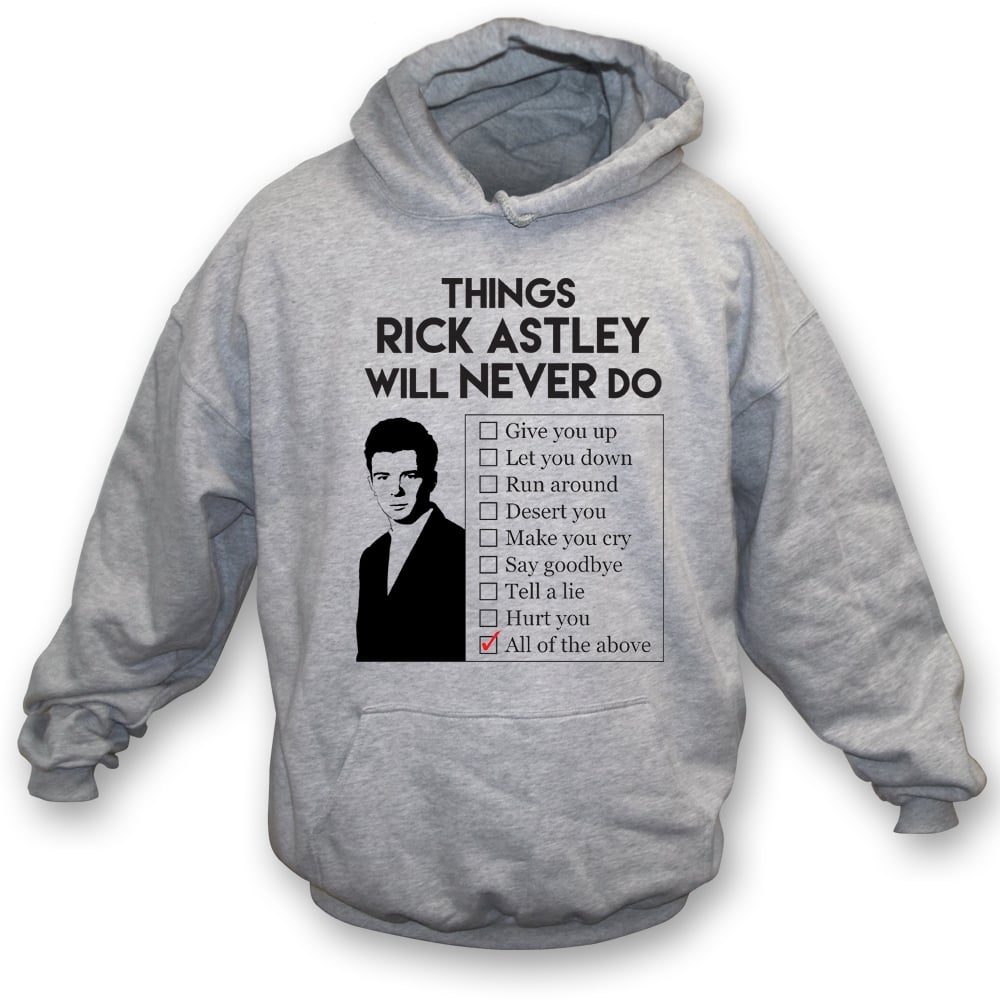 THINGS
RICK ASTLEY
WILL NEVER DO
Give you up
Let you down
Run around
Desert you
Make you cry
Say goodbye
Tell a lie
Hurt you
All of the above